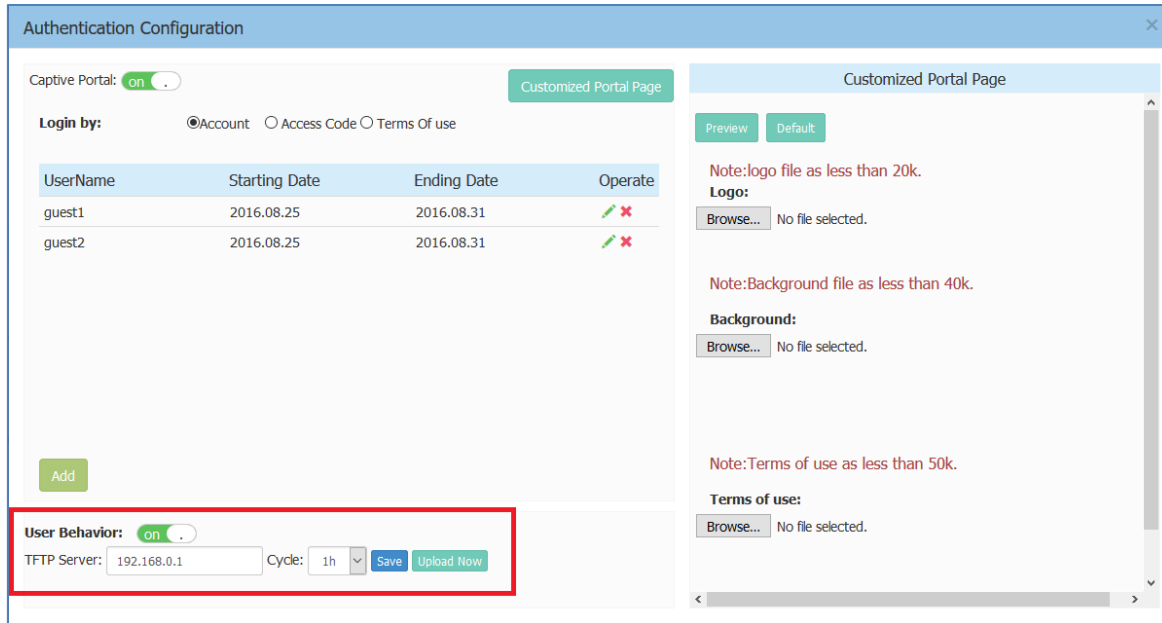 Authentication Configuration
Captive Portal: on
Customized Portal Page
Login by: Account Access Code Terms Of use
UserName Starting Date Ending Date Operate
guest1 2016.08.25 2016.08.31
guest2 2016.08.25 2016.08.31
Add
User Behavior: on
TFTP Server: 192.168.0.1 Cycle: 1h Save Upload Now
Customized Portal Page
Preview Default
Note:logo file as less than 20k.
Logo:
Browse... No file selected.
Note:Background file as less than 40k.
Background:
Browse... No file selected.
Note:Terms of use as less than 50k.
Terms of use:
Browse... No file selected.